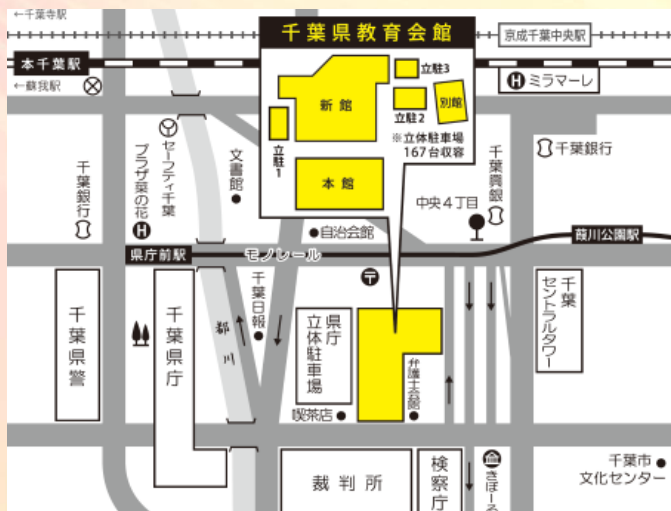 ←千葉寺駅
千葉県教育会館
京成千葉中央駅
本千葉駅
←蘇我駅
Hミラマーレ
立駐3
新館
立駐2
別館
立駐1
※立体駐車場
167台収容
本館
セーフティ千葉
プラザ菜の花
H
千葉銀行
文書館
千葉興銀
千葉銀行
中央4丁目
自治会館
県庁前駅
モノレール
葭川公園駅
〒
千葉県警
千葉県庁
都川
千葉日報
県庁
立体駐車場
弁護士会館
喫茶店
千葉
セントラルタワー
裁判所
検察庁
きぼーる
千葉市
文化センター